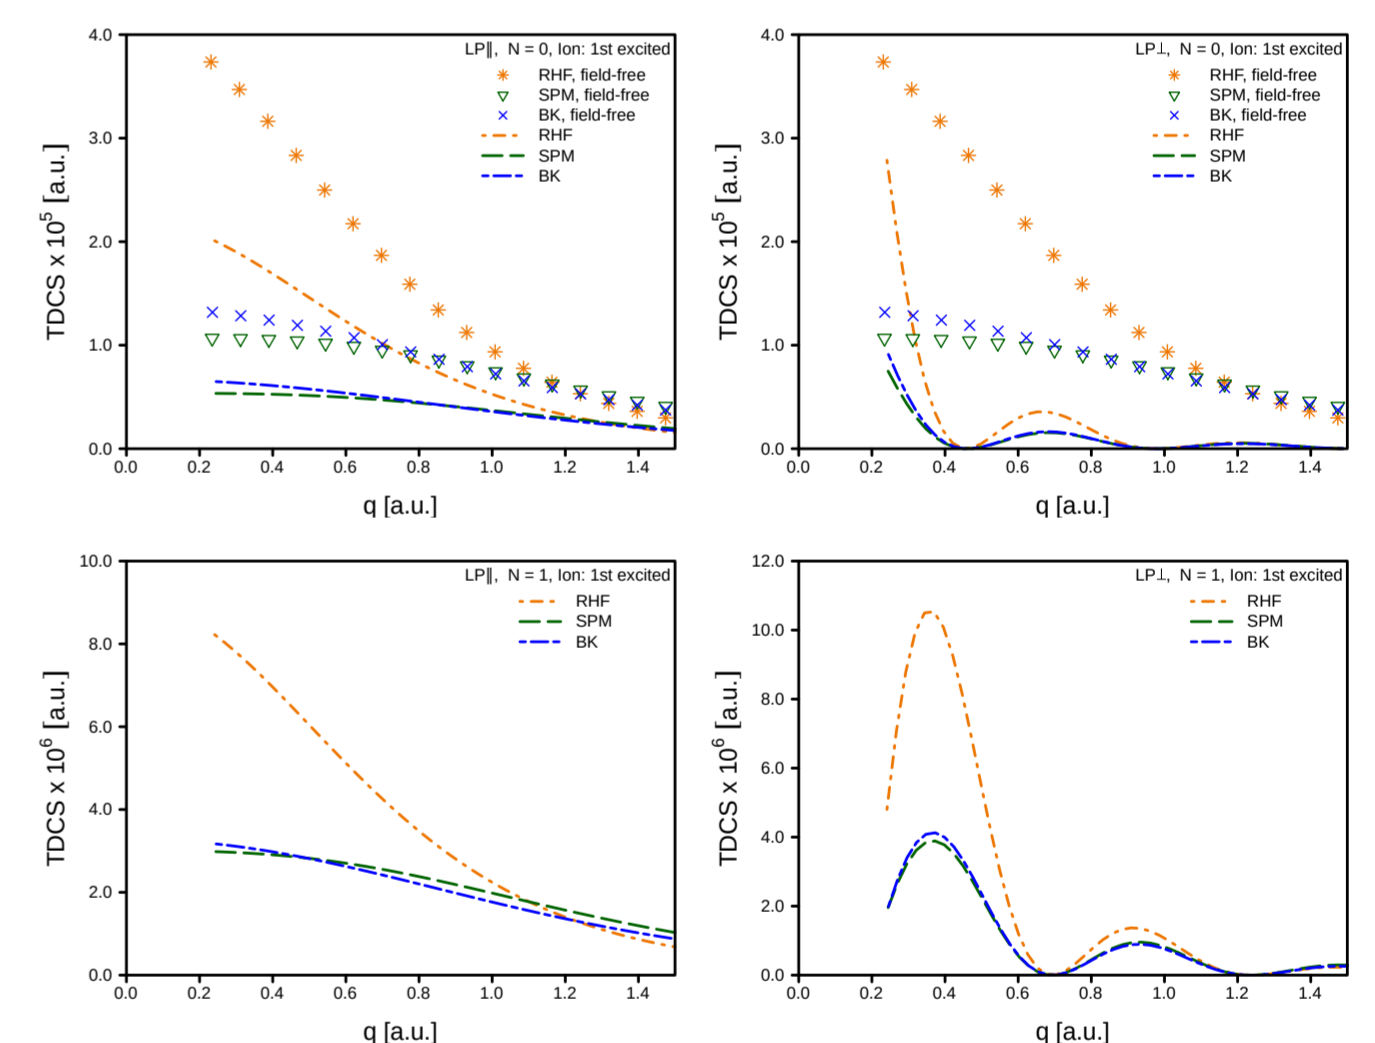 LP∥, N = 0, Ion: 1st excited
RHF, field-free
SPM, field-free
BK, field-free
RHF
SPM
BK
4.0
3.0
2.0
1.0
0.0
TDCS x 10⁵ [a.u.]
0.0 0.2 0.4 0.6 0.8 1.0 1.2 1.4
q [a.u.]
LP⊥, N = 0, Ion: 1st excited
RHF, field-free
SPM, field-free
BK, field-free
RHF
SPM
BK
4.0
3.0
2.0
1.0
0.0
TDCS x 10⁵ [a.u.]
0.0 0.2 0.4 0.6 0.8 1.0 1.2 1.4
q [a.u.]
LP∥, N = 1, Ion: 1st excited
RHF
SPM
BK
10.0
8.0
6.0
4.0
2.0
0.0
TDCS x 10⁶ [a.u.]
0.0 0.2 0.4 0.6 0.8 1.0 1.2 1.4
q [a.u.]
LP⊥, N = 1, Ion: 1st excited
RHF
SPM
BK
12.0
10.0
8.0
6.0
4.0
2.0
0.0
TDCS x 10⁶ [a.u.]
0.0 0.2 0.4 0.6 0.8 1.0 1.2 1.4
q [a.u.]